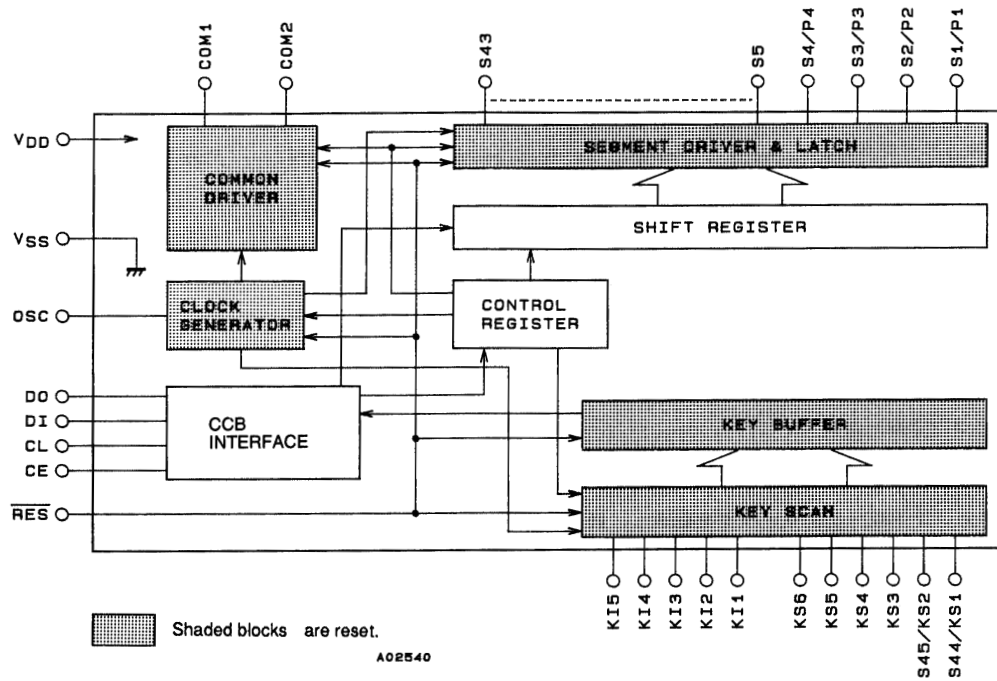 COM1
COM2
S43
S5
S4/P4
S3/P3
S2/P2
S1/P1
VDD
COMMON
DRIVER
SEGMENT DRIVER & LATCH
SHIFT REGISTER
VSS
OSC
CLOCK
GENERATOR
CONTROL
REGISTER
DO
DI
CL
CE
CCB
INTERFACE
KEY BUFFER
RES
KEY SCAN
KI5
KI4
KI3
KI2
KI1
KS6
KS5
KS4
KS3
S45/KS2
S44/KS1
Shaded blocks are reset.
A02540